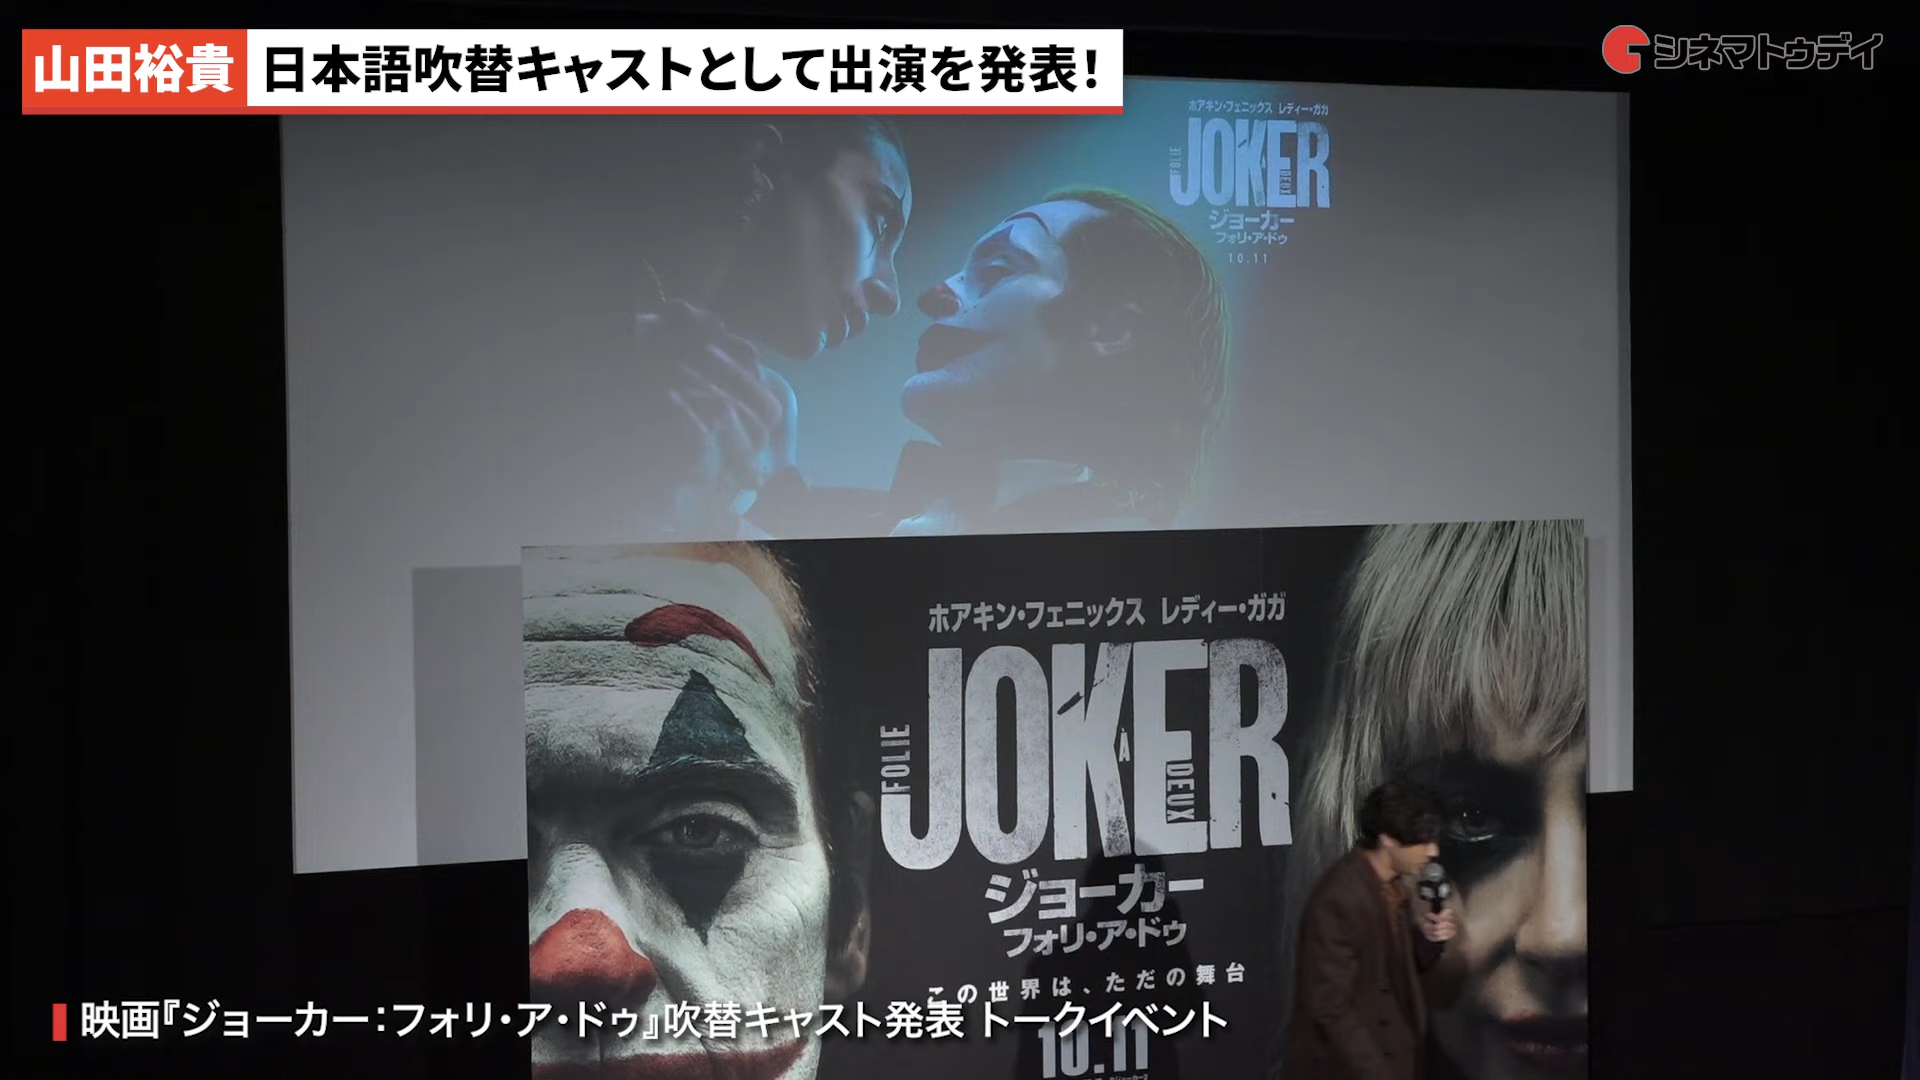 山田裕貴 日本語吹替キャストとして出演を発表!
シネマトゥデイ
ホアキン・フェニックス レディー・ガガ
FOLIE
JOKER
DEUX
ジョーカー
フォリ・ア・ドゥ
10.11
ホアキン・フェニックス レディー・ガガ
FOLIE
JOKER
À
DEUX
ジョーカー
フォリ・ア・ドゥ
この世界は、ただの舞台
10.11
映画『ジョーカー:フォリ・ア・ドゥ』吹替キャスト発表 トークイベント